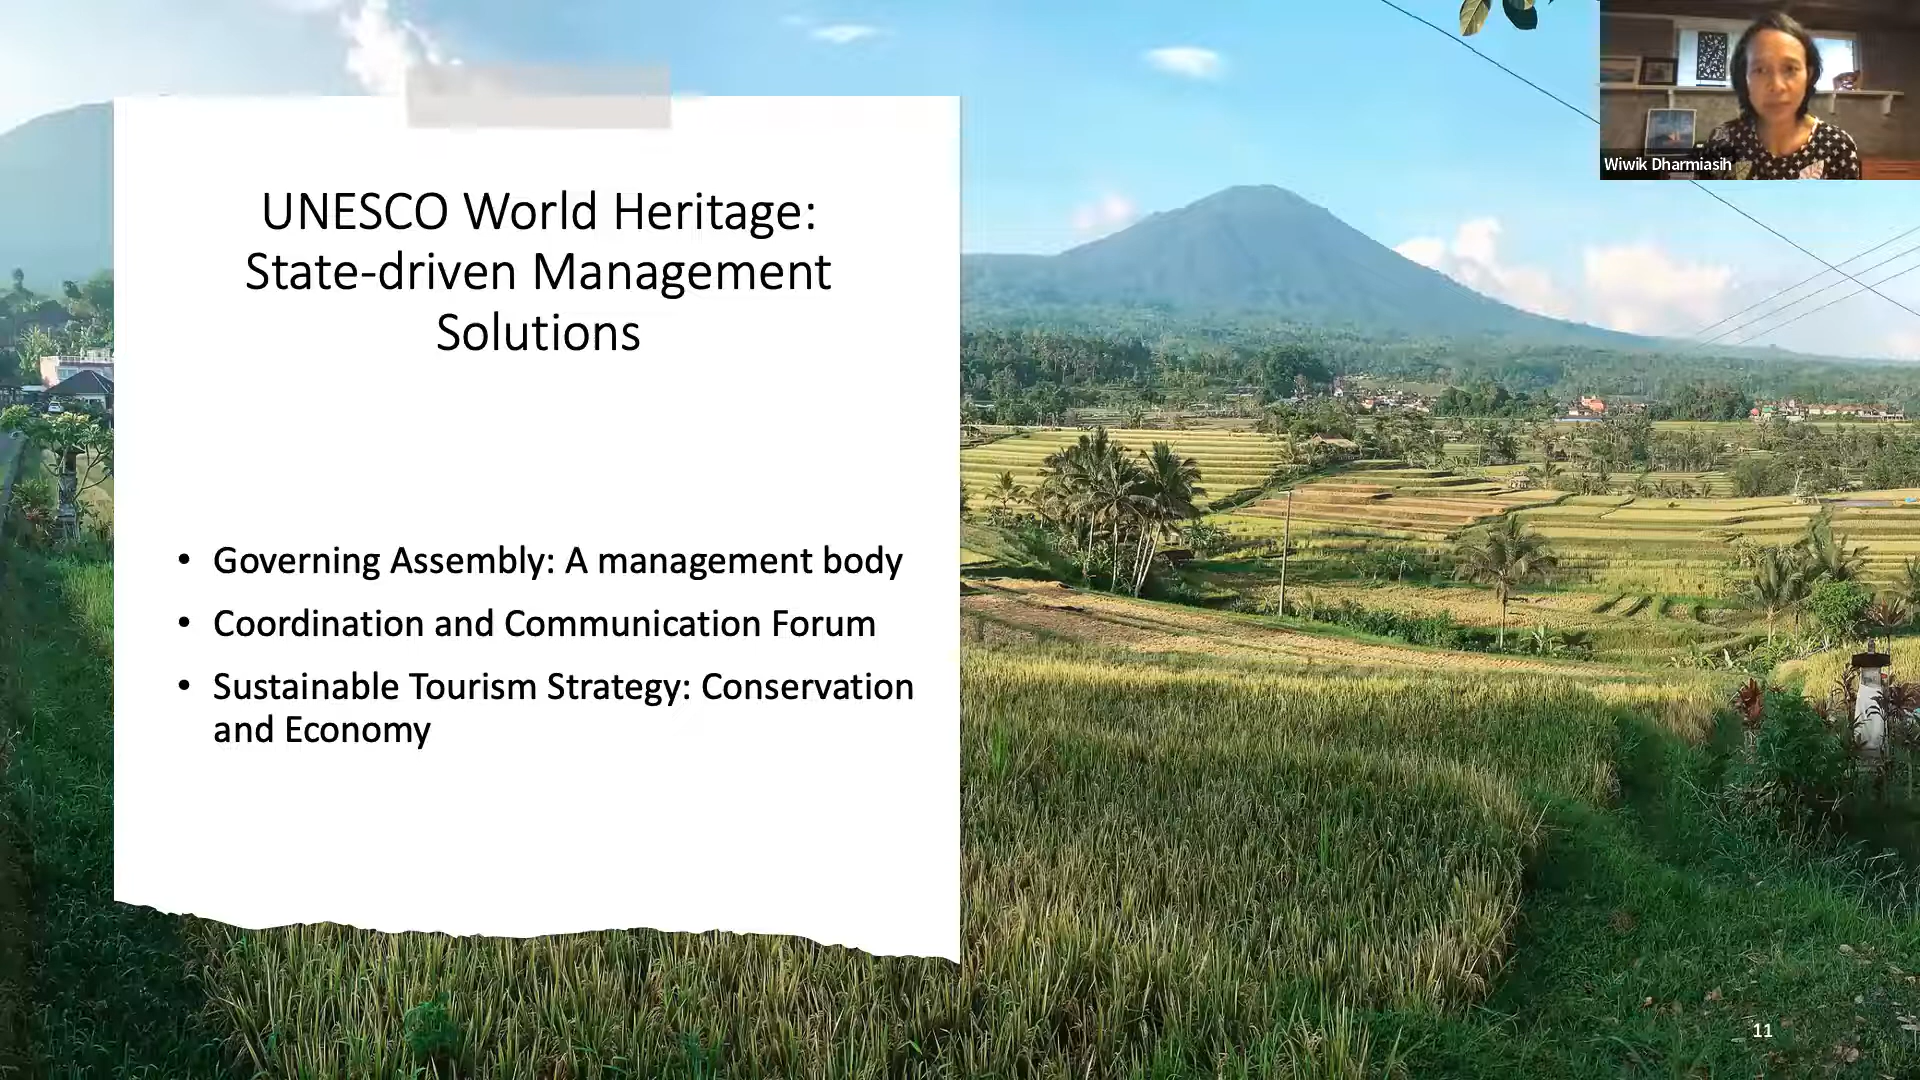 UNESCO World Heritage:
State-driven Management
Solutions
• Governing Assembly: A management body
• Coordination and Communication Forum
• Sustainable Tourism Strategy: Conservation
and Economy
Wiwik Dharmiasih
11